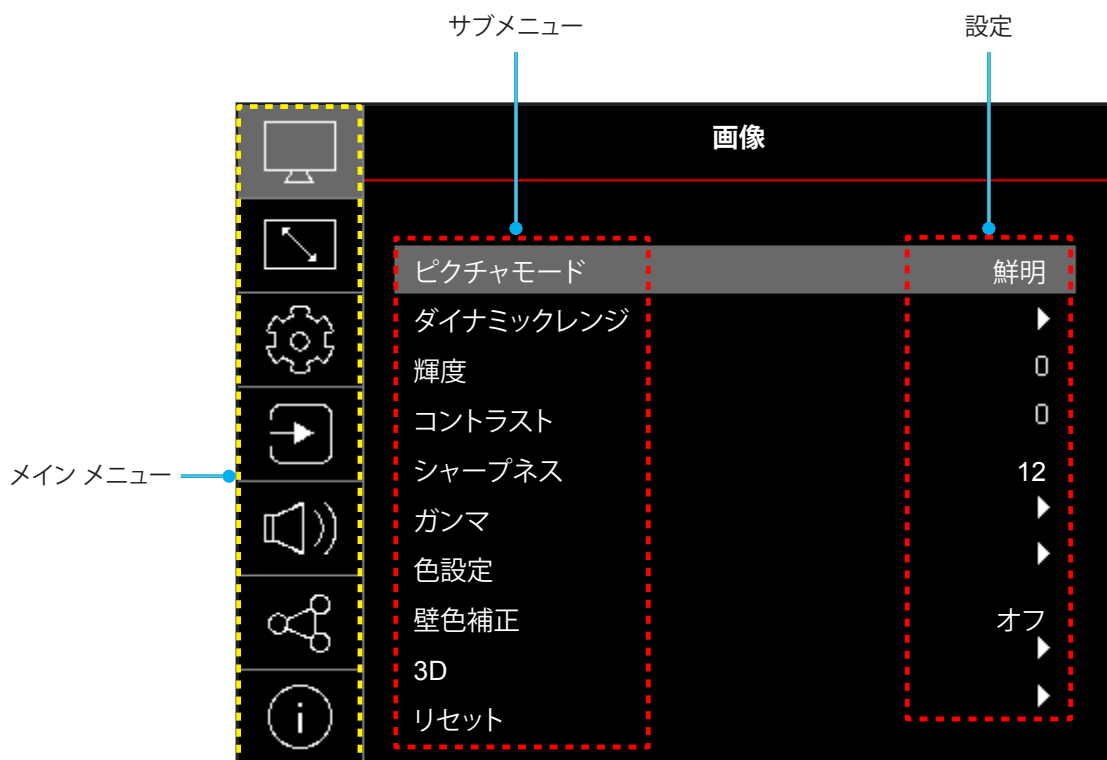 サブメニュー 設定
画像
ピクチャモード 鮮明
ダイナミックレンジ
輝度 0
コントラスト 0
シャープネス 12
メイン メニュー
ガンマ
色設定
壁色補正 オフ
3D
リセット
i